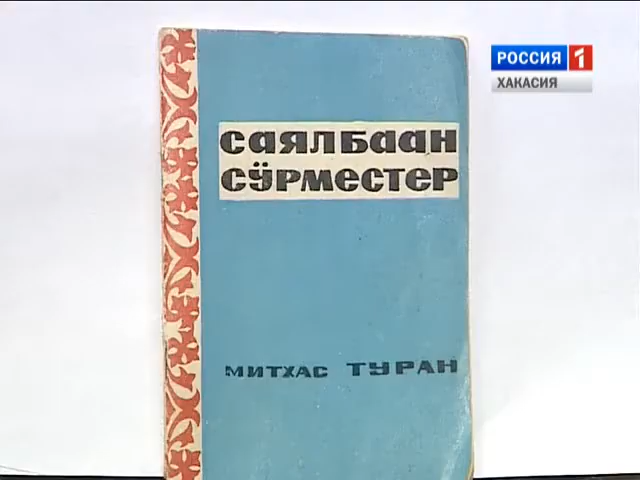 РОССИЯ 1
ХАКАСИЯ
САЯЛБААН
СӰРМЕСТЕР
МИТХАС ТУРАН